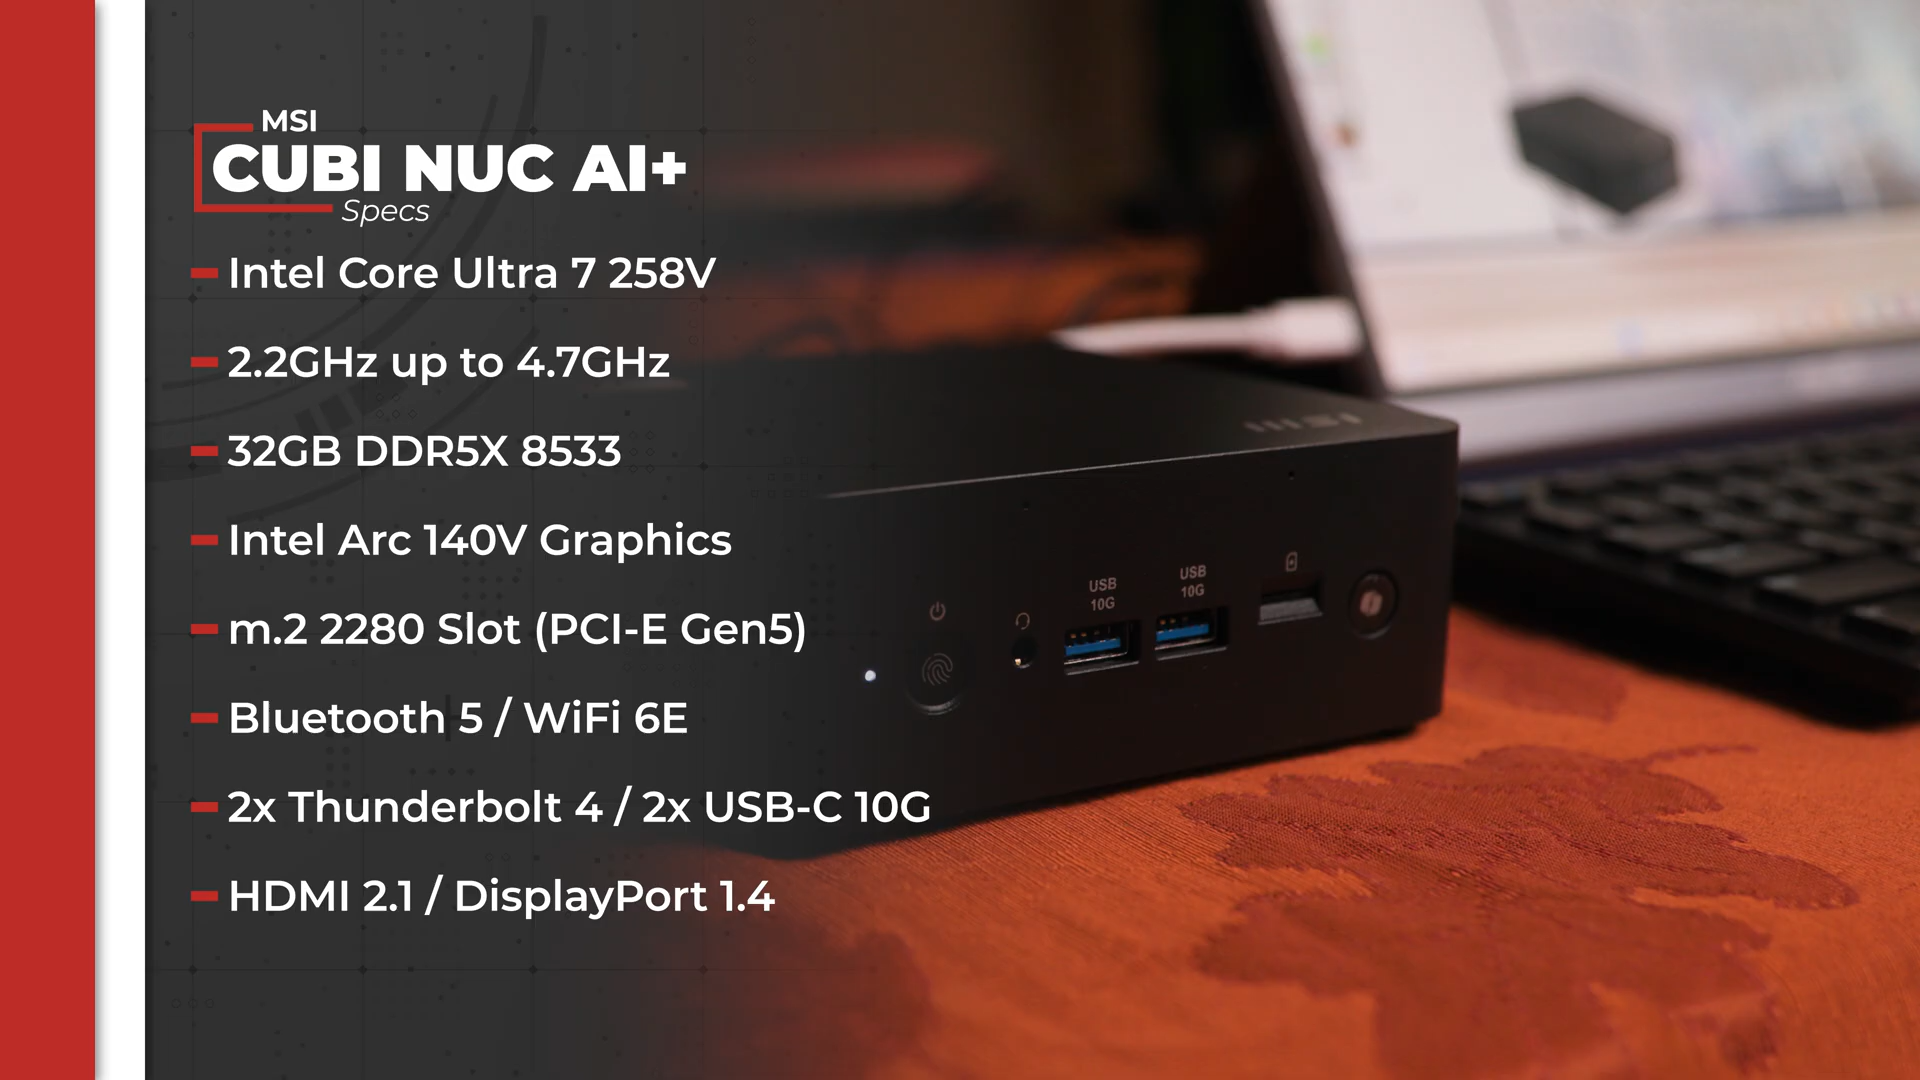 MSI
CUBI NUC AI+
Specs
Intel Core Ultra 7 258V
2.2GHz up to 4.7GHz
32GB DDR5X 8533
Intel Arc 140V Graphics
m.2 2280 Slot (PCI-E Gen5)
Bluetooth 5 / WiFi 6E
2x Thunderbolt 4 / 2x USB-C 10G
HDMI 2.1 / DisplayPort 1.4
MSI
USB
10G
USB
10G